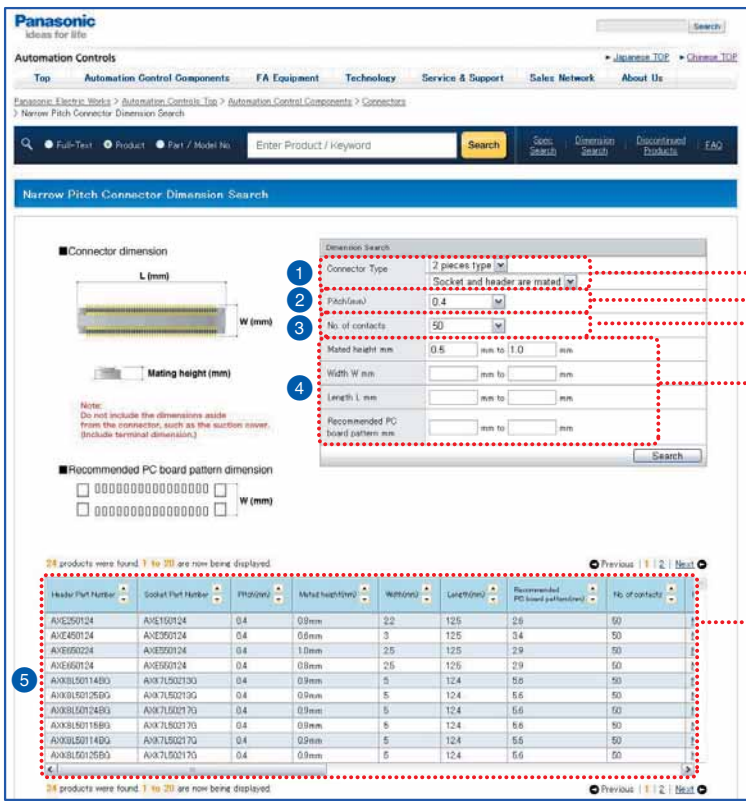 Panasonic
ideas for life
Search
Automation Controls
Japanese TOP Chinese TOP
Top Automation Control Components FA Equipment Technology Service & Support Sales Network About Us
Panasonic Electric Works > Automation Controls Top > Automation Control Components > Connectors
> Narrow Pitch Connector Dimension Search
Full-Text Product Part / Model No. Enter Product / Keyword Search Spec Search Dimension Search Discontinued Products FAQ
Narrow Pitch Connector Dimension Search
■Connector dimension
L (mm)
W (mm)
Mating height (mm)
Note:
Do not include the dimensions aside
from the connector, such as the suction cover.
(Include terminal dimension.)
■Recommended PC board pattern dimension
W (mm)
Dimension Search
1 Connector Type 2 pieces type
Socket and header are mated
2 Pitch(mm) 0.4
3 No. of contacts 50
4
Mated height mm 0.5 mm to 1.0 mm
Width W mm mm to mm
Length L mm mm to mm
Recommended PC
board pattern mm mm to mm
Search
24 products were found. 1 to 20 are now being displayed. Previous | 1 | 2 | Next
5
Header Part Number Socket Part Number Pitch(mm) Mated height(mm) Width(mm) Length(mm) Recommended PC board pattern(mm) No. of contacts
AXE150124 0.4 0.8mm 2.2 12.5 2.6 50
AXE450124 AXE350124 0.4 0.6mm 3 12.5 3.4 50
AXE650224 AXE550124 0.4 1.0mm 2.5 12.5 2.9 50
AXE650124 AXE550124 0.4 0.8mm 2.5 12.5 2.9 50
AXK8L50114BG AXK7L50213G 0.4 0.9mm 5 12.4 5.6 50
AXK8L50125BG AXK7L50213G 0.4 0.9mm 5 12.4 5.6 50
AXK8L50124BG AXK7L50217G 0.4 0.9mm 5 12.4 5.6 50
AXK8L50115BG AXK7L50217G 0.4 0.9mm 5 12.4 5.6 50
AXK8L50114BG AXK7L50217G 0.4 0.9mm 5 12.4 5.6 50
AXK8L50125BG AXK7L50217G 0.4 0.9mm 5 12.4 5.6 50
24 products were found. 1 to 20 are now being displayed. Previous | 1 | 2 | Next